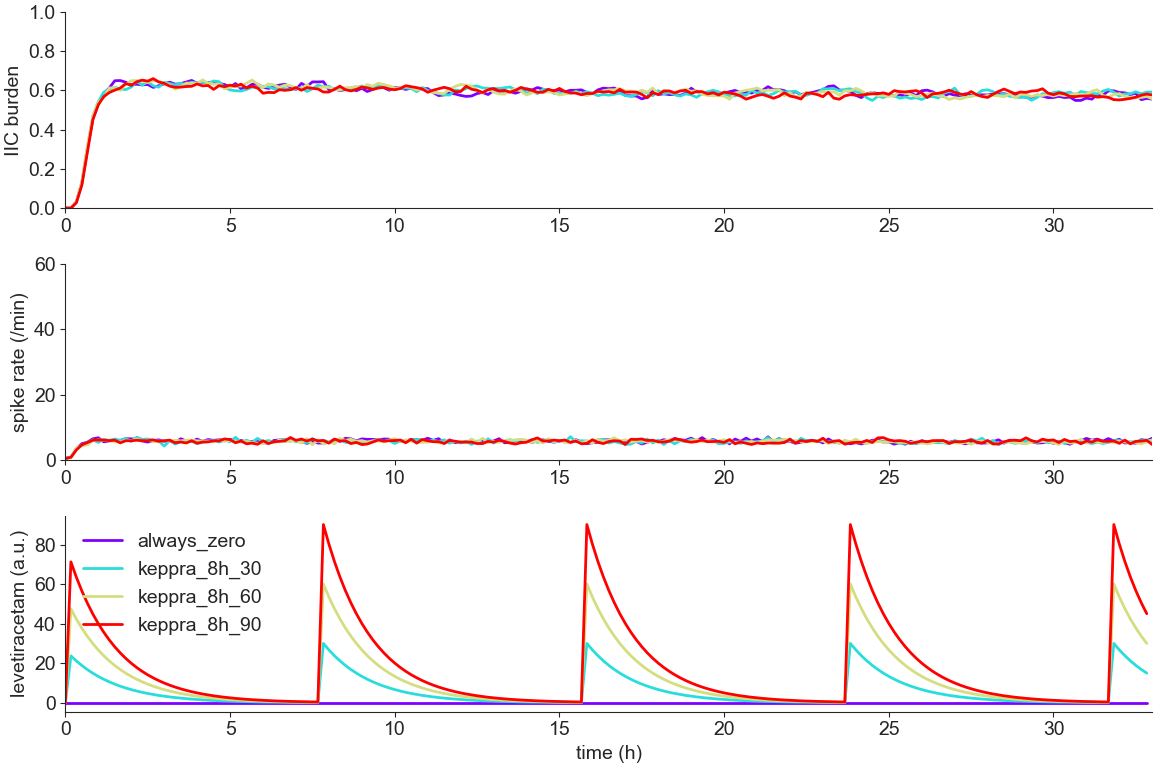 1.0
0.8
0.6
0.4
0.2
0.0
IIC burden
0 5 10 15 20 25 30
60
40
20
0
spike rate (/min)
0 5 10 15 20 25 30
80
60
40
20
0
levetiracetam (a.u.)
always_zero
keppra_8h_30
keppra_8h_60
keppra_8h_90
0 5 10 15 20 25 30
time (h)